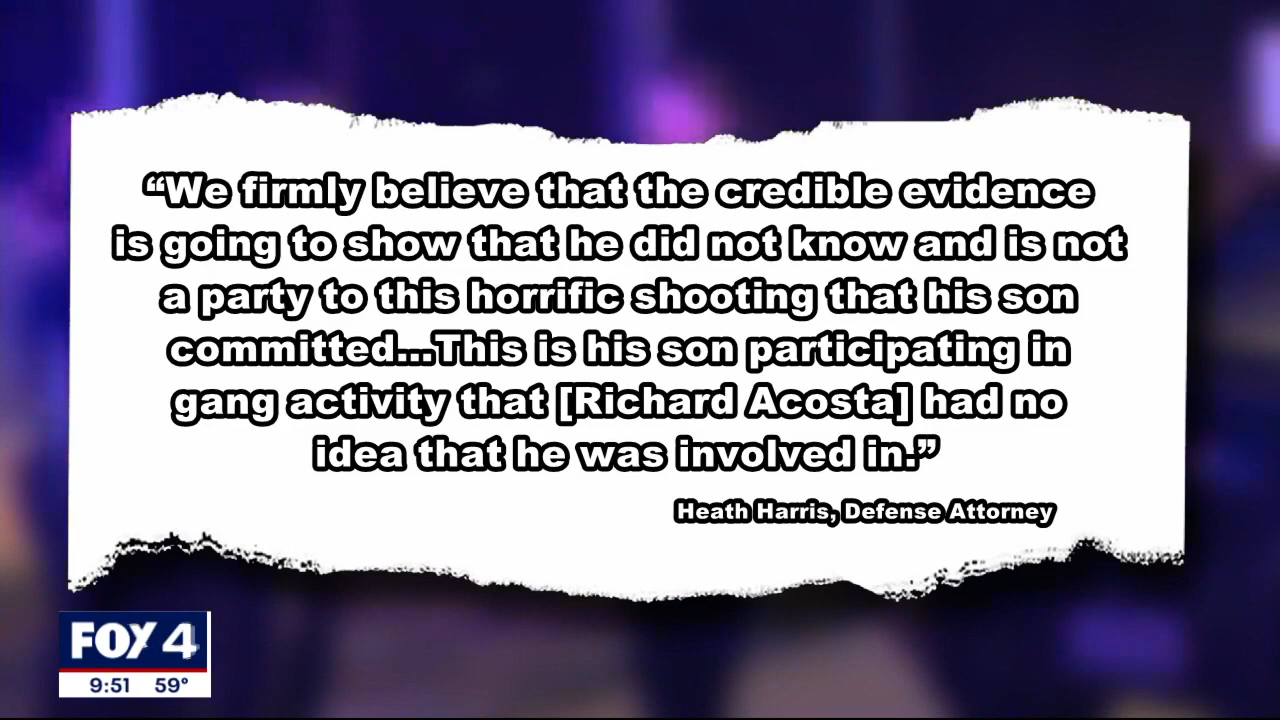 “We firmly believe that the credible evidence
is going to show that he did not know and is not
a party to this horrific shooting that his son
committed...This is his son participating in
gang activity that [Richard Acosta] had no
idea that he was involved in.”
Heath Harris, Defense Attorney
FOX 4
9:51 59°